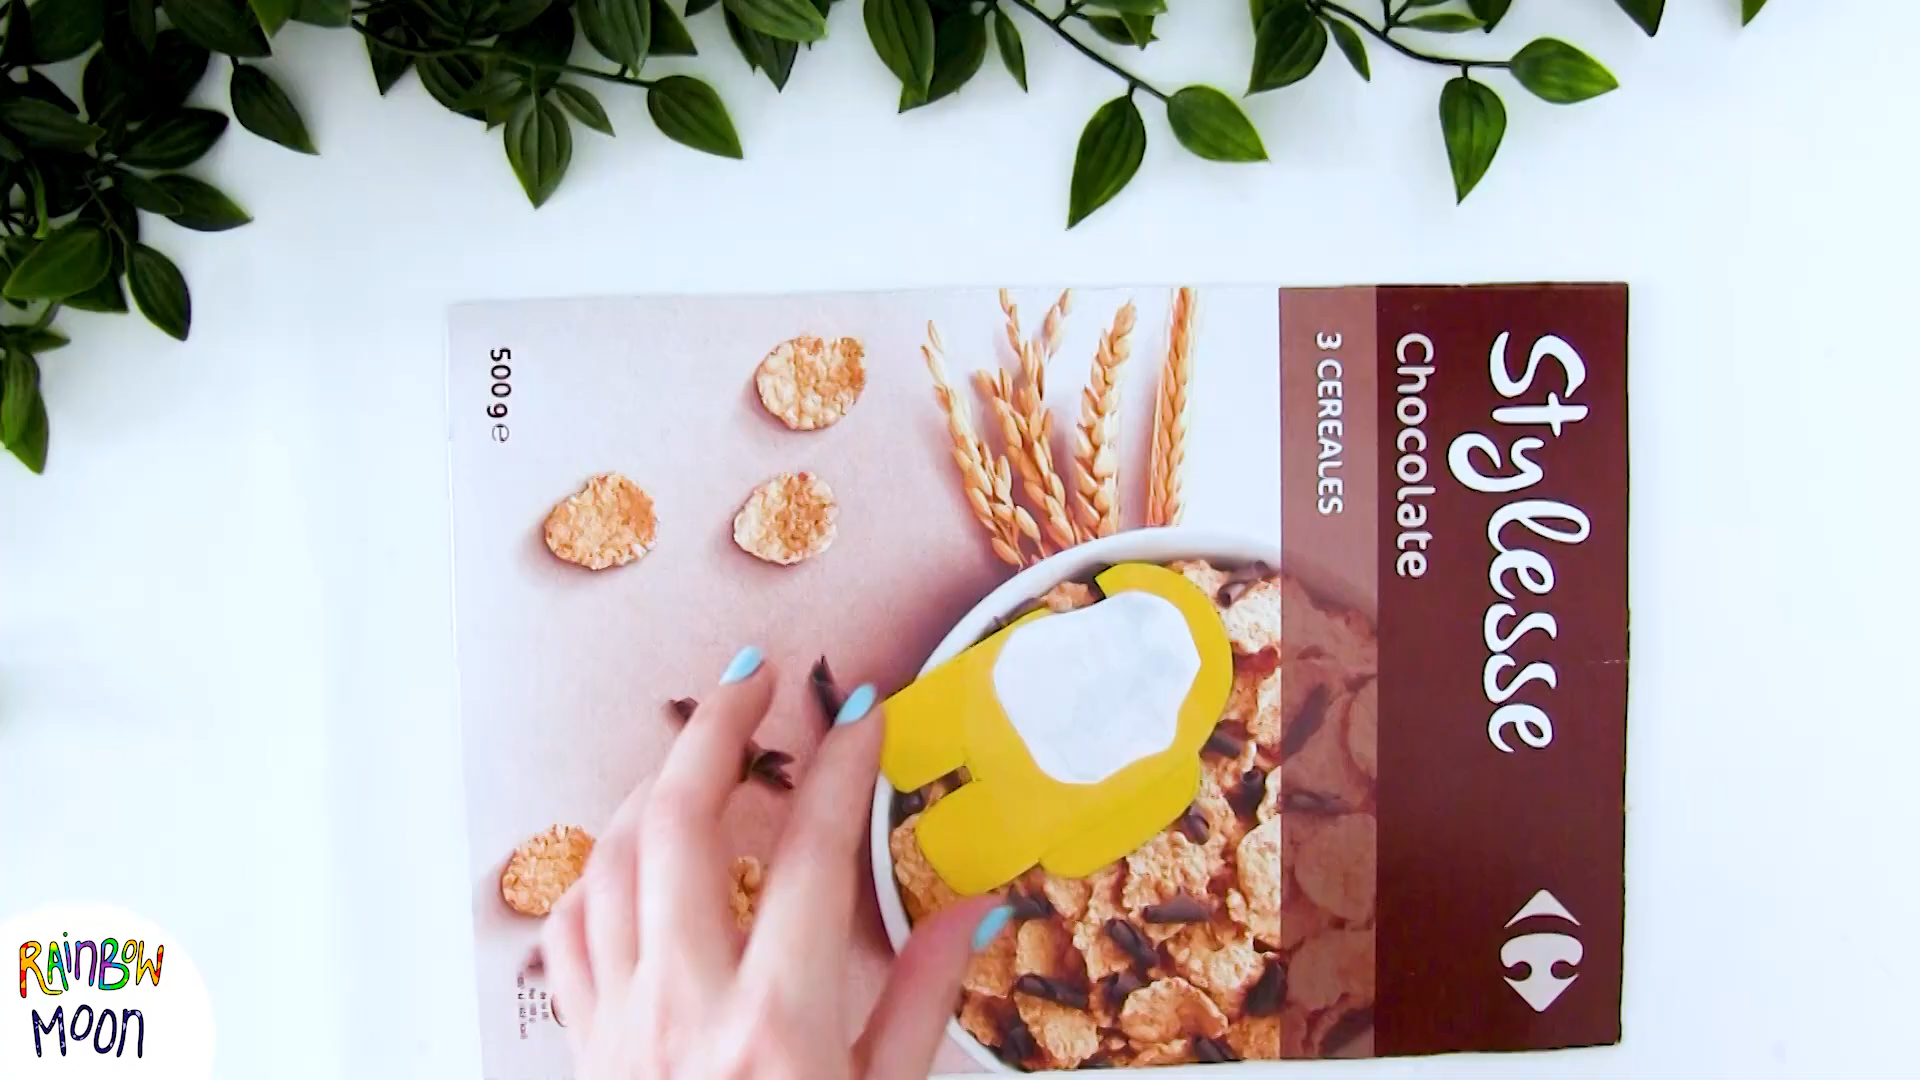 Stylesse
Chocolate
3 CEREALES
500g e
RAiNBOW
MOON